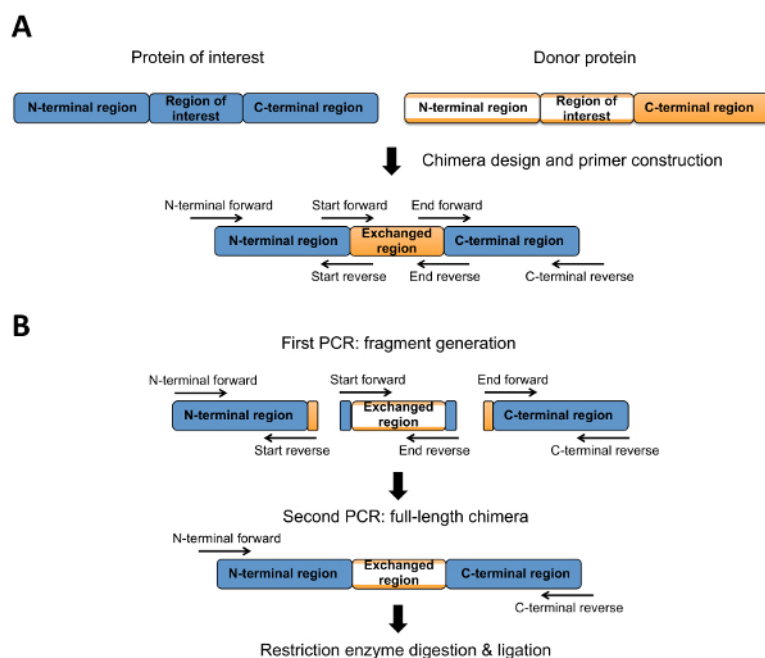 A
Protein of interest
Donor protein
N-terminal region
Region of
interest
C-terminal region
N-terminal region
Region of
interest
C-terminal region
Chimera design and primer construction
N-terminal forward
Start forward
End forward
N-terminal region
Exchanged
region
C-terminal region
Start reverse
End reverse
C-terminal reverse
B
First PCR: fragment generation
N-terminal forward
Start forward
End forward
N-terminal region
Exchanged
region
C-terminal region
Start reverse
End reverse
C-terminal reverse
Second PCR: full-length chimera
N-terminal forward
N-terminal region
Exchanged
region
C-terminal region
C-terminal reverse
Restriction enzyme digestion & ligation